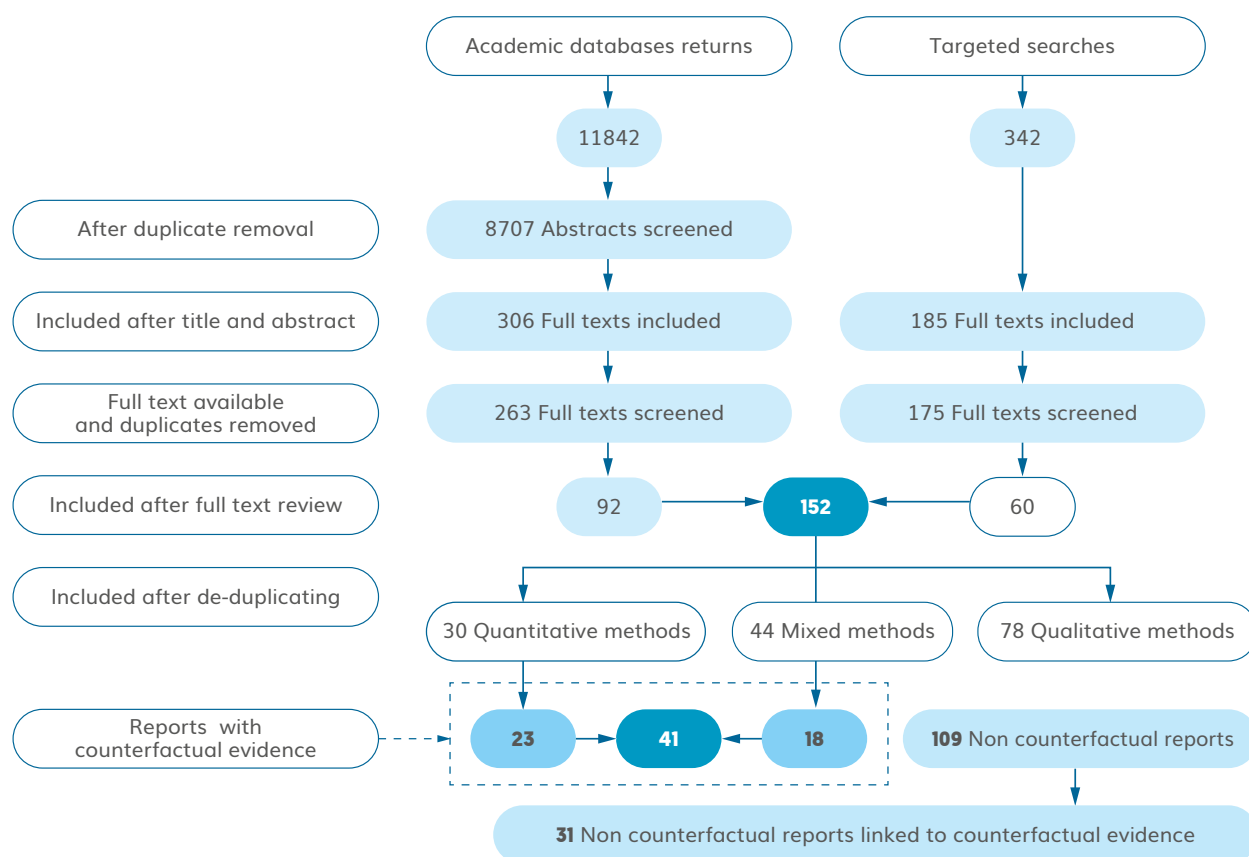 Academic databases returns
Targeted searches
11842
342
After duplicate removal
8707 Abstracts screened
Included after title and abstract
306 Full texts included
185 Full texts included
Full text available
and duplicates removed
263 Full texts screened
175 Full texts screened
Included after full text review
92
152
60
Included after de-duplicating
30 Quantitative methods
44 Mixed methods
78 Qualitative methods
Reports with
counterfactual evidence
23
41
18
109 Non counterfactual reports
31 Non counterfactual reports linked to counterfactual evidence